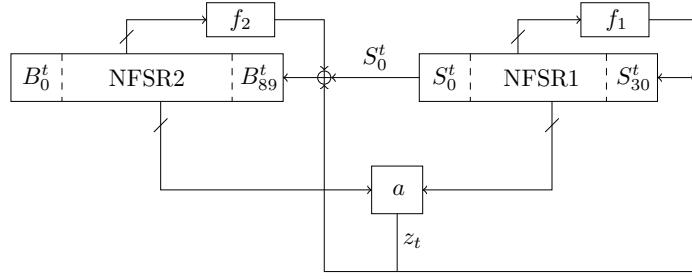 f₂ f₁
S₀ᵗ
B₀ᵗ NFSR2 B₈₉ᵗ S₀ᵗ NFSR1 S₃₀ᵗ
a
zₜ